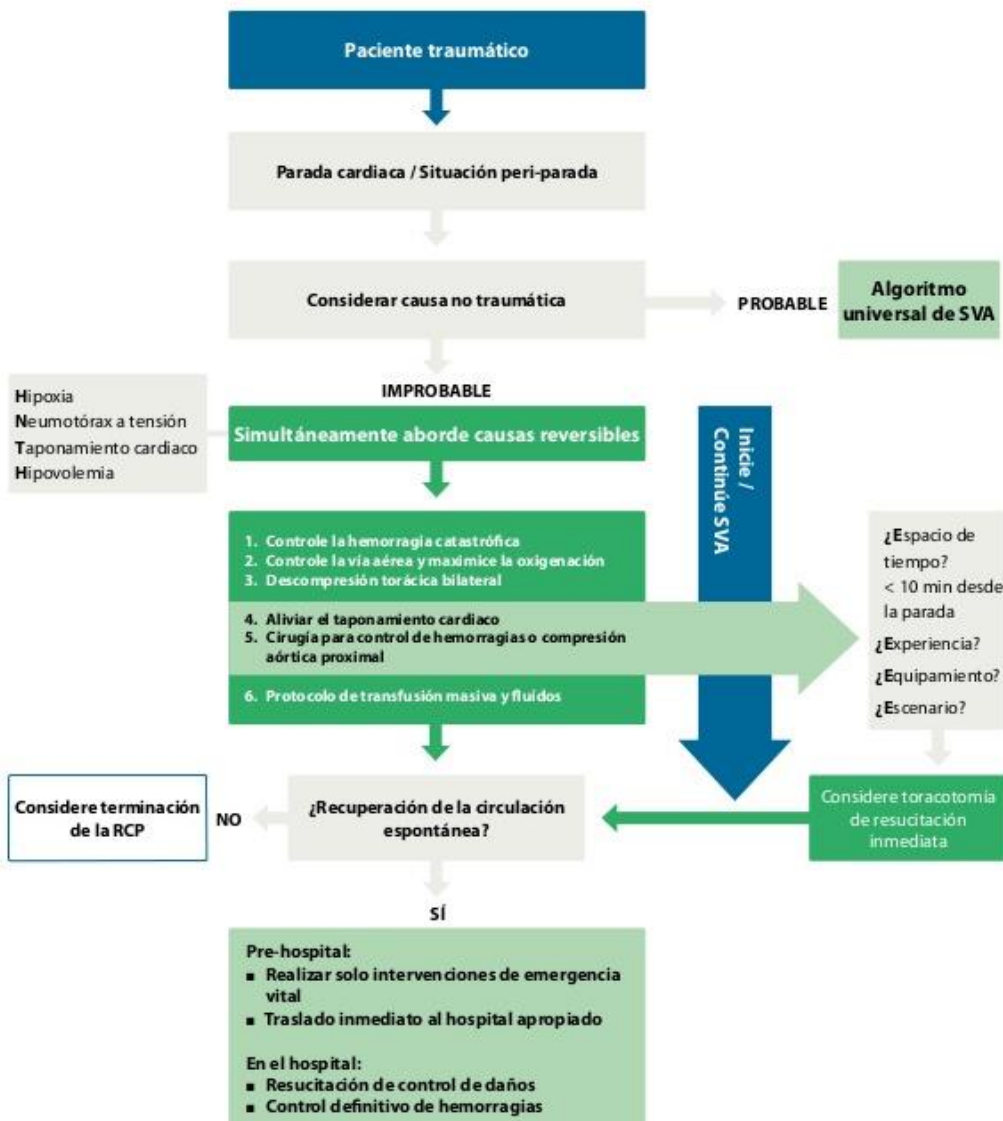 Paciente traumático
Parada cardiaca / Situación peri-parada
Considerar causa no traumática
PROBABLE
Algoritmo
universal de SVA
IMPROBABLE
Hipoxia
Neumotórax a tensión
Taponamiento cardiaco
Hipovolemia
Simultáneamente aborde causas reversibles
Inicie /
Continúe SVA
1. Controle la hemorragia catastrófica
2. Controle la vía aérea y maximice la oxigenación
3. Descompresión torácica bilateral
4. Aliviar el taponamiento cardiaco
5. Cirugía para control de hemorragias o compresión
aórtica proximal
6. Protocolo de transfusión masiva y fluídos
¿Espacio de
tiempo?
< 10 min desde
la parada
¿Experiencia?
¿Equipamiento?
¿Escenario?
Considere terminación
de la RCP
NO
¿Recuperación de la circulación
espontánea?
Considere toracotomía
de resucitación
inmediata
SÍ
Pre-hospital:
▪ Realizar solo intervenciones de emergencia
vital
▪ Traslado inmediato al hospital apropiado
En el hospital:
▪ Resucitación de control de daños
▪ Control definitivo de hemorragias